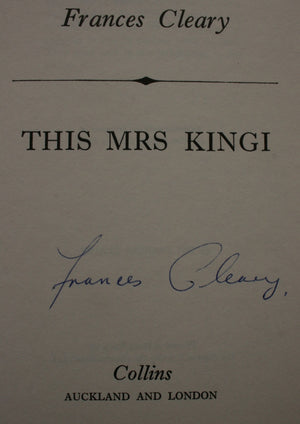 Frances Cleary
THIS MRS KINGI
Frances Cleary.
Collins
AUCKLAND AND LONDON